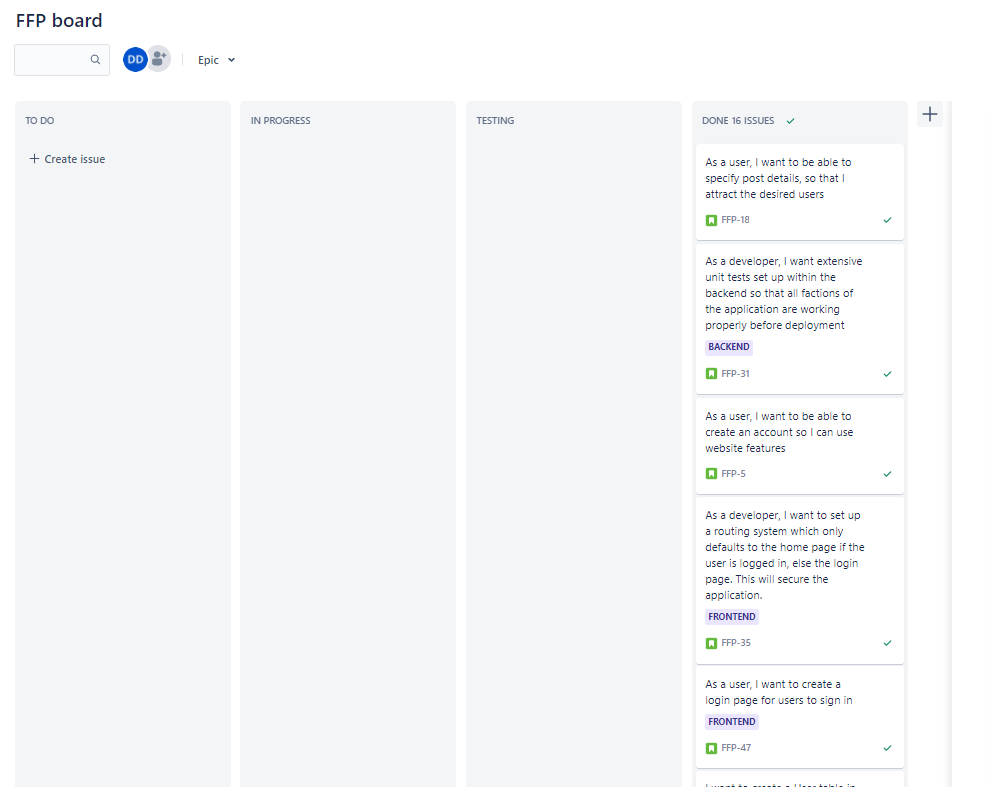 FFP board
DD
Epic
TO DO
IN PROGRESS
TESTING
DONE 16 ISSUES
Create issue
As a user, I want to be able to
specify post details, so that I
attract the desired users
FFP-18
As a developer, I want extensive
unit tests set up within the
backend so that all factions of
the application are working
properly before deployment
BACKEND
FFP-31
As a user, I want to be able to
create an account so I can use
website features
FFP-5
As a developer, I want to set up
a routing system which only
defaults to the home page if the
user is logged in, else the login
page. This will secure the
application.
FRONTEND
FFP-35
As a user, I want to create a
login page for users to sign in
FRONTEND
FFP-47
I want to create a User table in